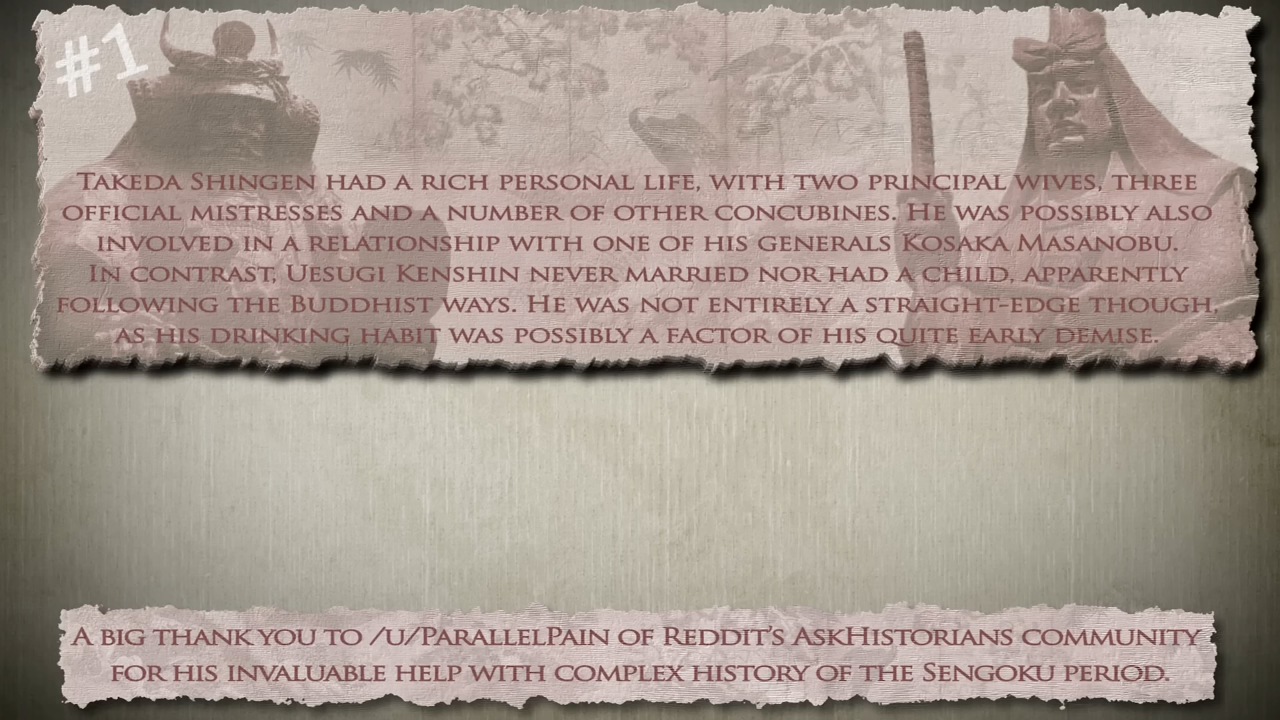 #1
Takeda Shingen had a rich personal life, with two principal wives, three
official mistresses and a number of other concubines. He was possibly also
involved in a relationship with one of his generals Kosaka Masanobu.
In contrast, Uesugi Kenshin never married nor had a child, apparently
following the Buddhist ways. He was not entirely a straight-edge though,
as his drinking habit was possibly a factor of his quite early demise.
A big thank you to /u/ParallelPain of Reddit's AskHistorians community
for his invaluable help with complex history of the Sengoku period.